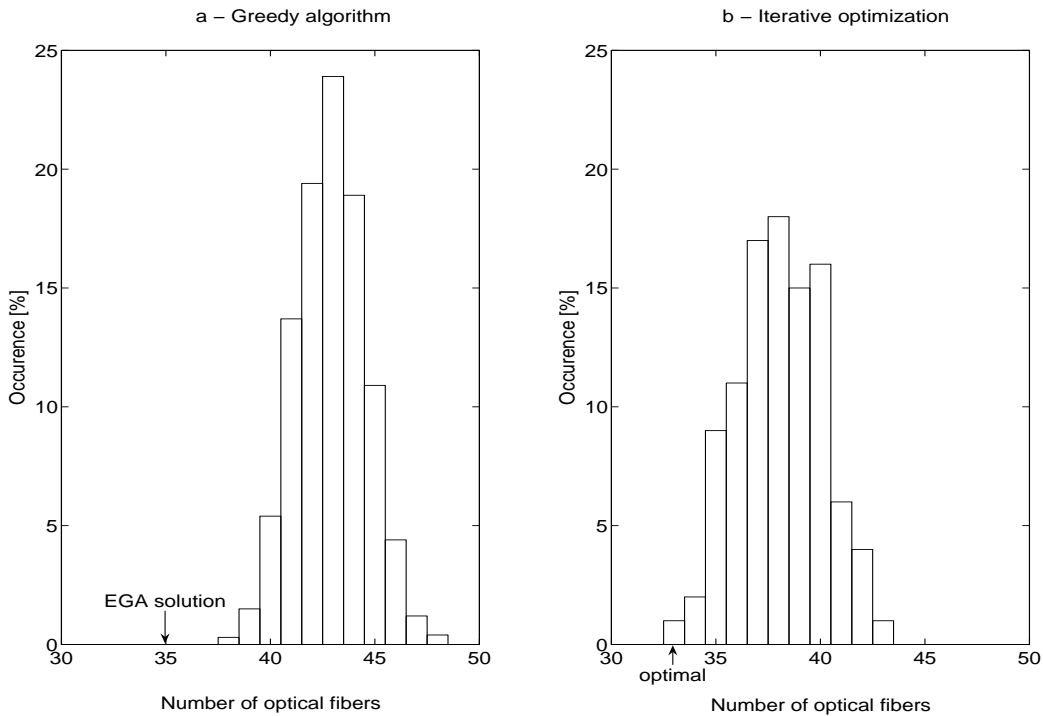 a – Greedy algorithm
25
20
15
10
5
0
Occurence [%]
EGA solution
30 35 40 45 50
Number of optical fibers
b – Iterative optimization
25
20
15
10
5
0
Occurence [%]
30 35 40 45 50
optimal
Number of optical fibers